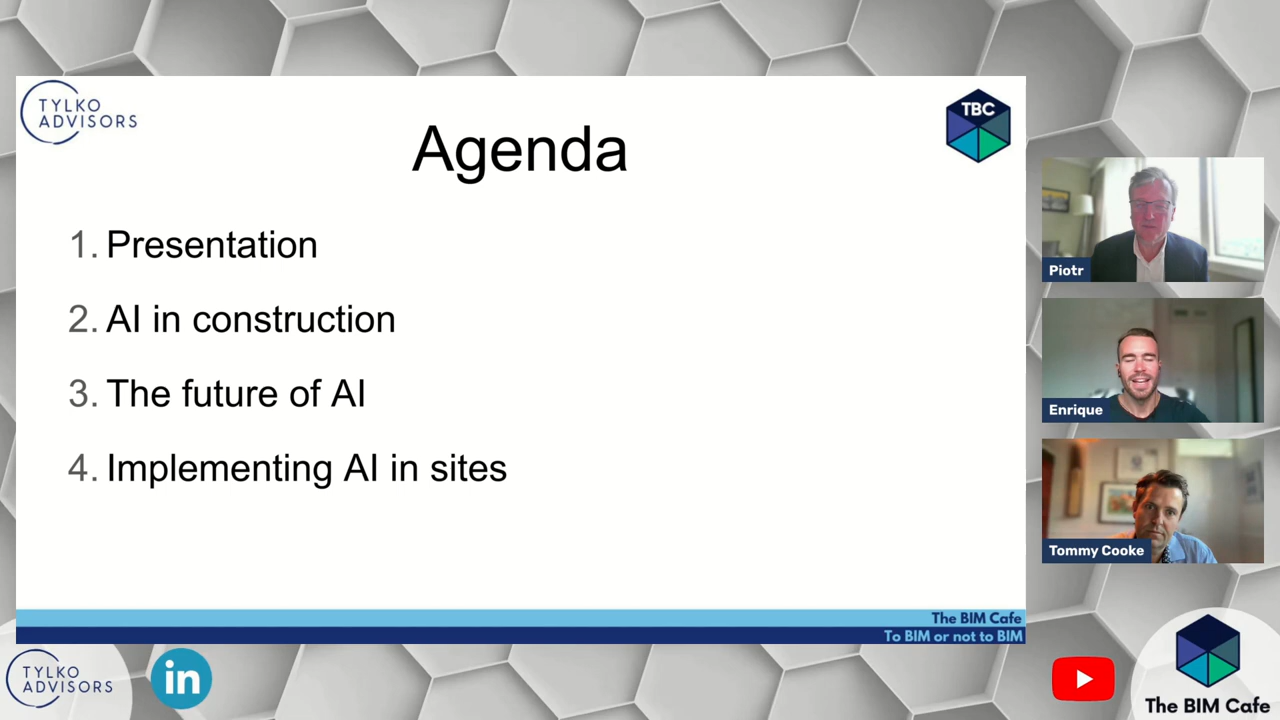 TYLKO
ADVISORS
TBC
Agenda
1. Presentation
2. AI in construction
3. The future of AI
4. Implementing AI in sites
The BIM Cafe
To BIM or not to BIM
Piotr
Enrique
Tommy Cooke
TYLKO
ADVISORS
in
The BIM Cafe